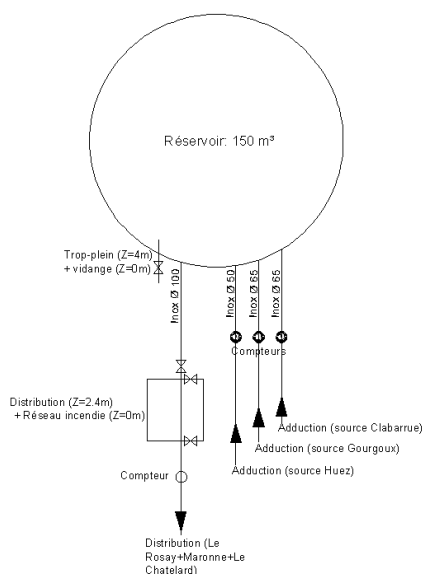 Réservoir: 150 m³
Trop-plein (Z=4m)
+ vidange (Z=0m)
Inox Ø 100
Inox Ø 50
Inox Ø 65
Inox Ø 65
Compteurs
Distribution (Z=2.4m)
+ Réseau incendie (Z=0m)
Adduction (source Clabarrue)
Adduction (source Gourgoux)
Adduction (source Huez)
Compteur
Distribution (Le
Rosay+Maronne+Le
Chatelard)